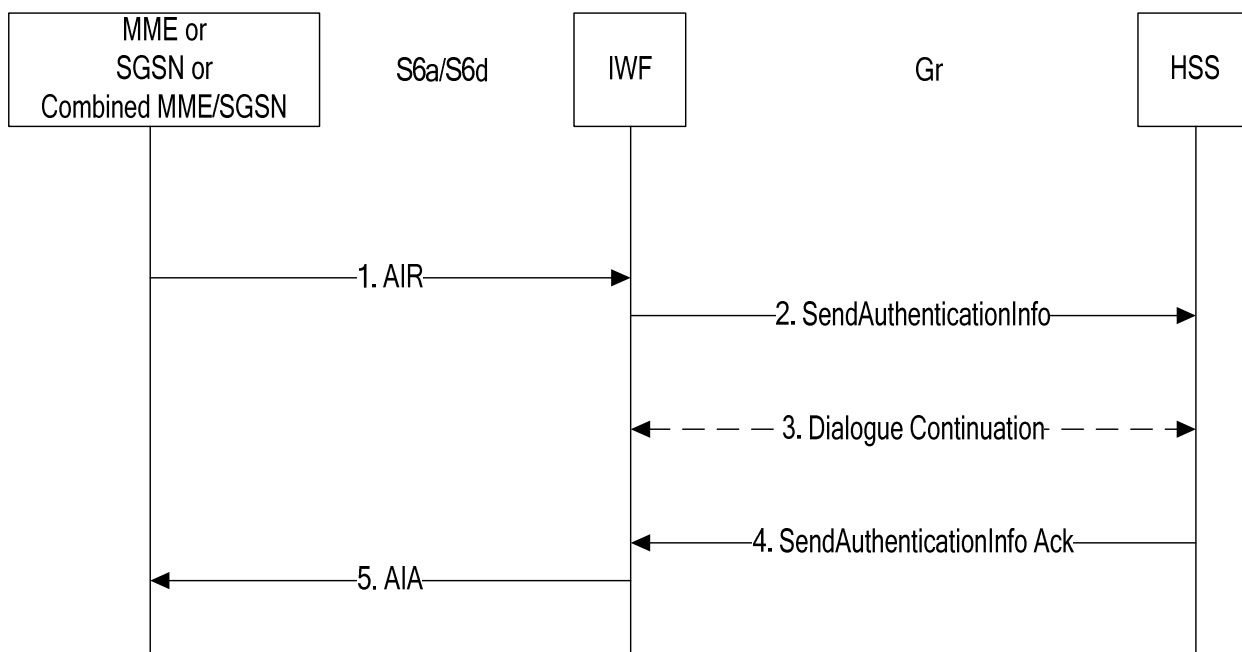 MME or
SGSN or
Combined MME/SGSN
S6a/S6d
IWF
Gr
HSS
1. AIR
2. SendAuthenticationInfo
3. Dialogue Continuation
4. SendAuthenticationInfo Ack
5. AIA